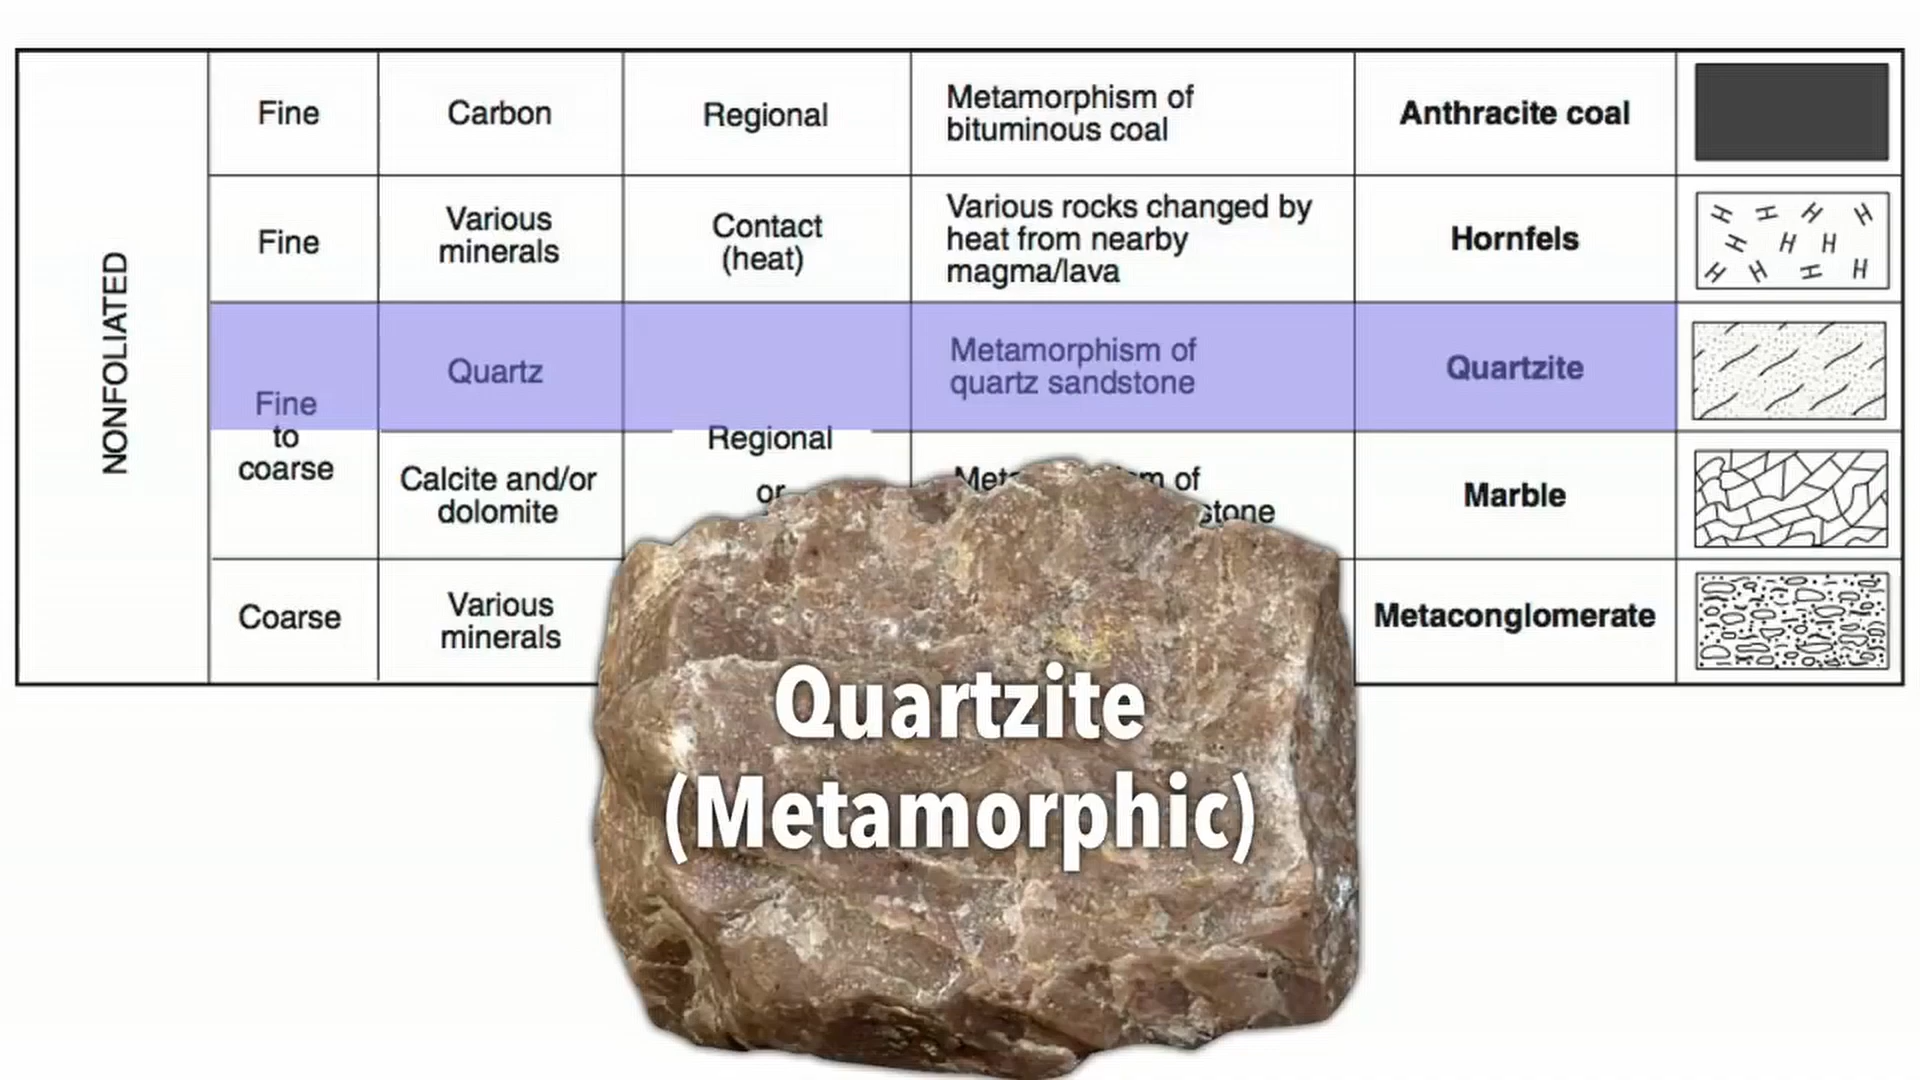 NONFOLIATED
Fine
Carbon
Regional
Metamorphism of
bituminous coal
Anthracite coal
Fine
Various
minerals
Contact
(heat)
Various rocks changed by
heat from nearby
magma/lava
Hornfels
Fine
to
coarse
Quartz
Metamorphism of
quartz sandstone
Quartzite
Regional
or
Calcite and/or
dolomite
of
Marble
Coarse
Various
minerals
Metaconglomerate
Quartzite
(Metamorphic)